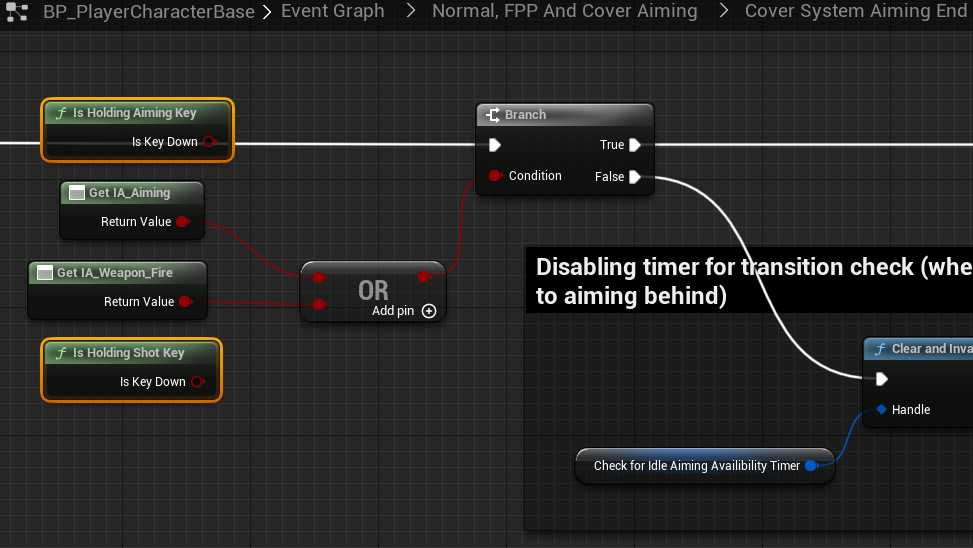 BP_PlayerCharacterBase > Event Graph > Normal, FPP And Cover Aiming > Cover System Aiming End
Is Holding Aiming Key
Is Key Down
Branch
True
Condition
False
Get IA_Aiming
Return Value
Get IA_Weapon_Fire
Return Value
OR
Add pin
Disabling timer for transition check (whe
to aiming behind)
Is Holding Shot Key
Is Key Down
Clear and Inva
Handle
Check for Idle Aiming Availibility Timer